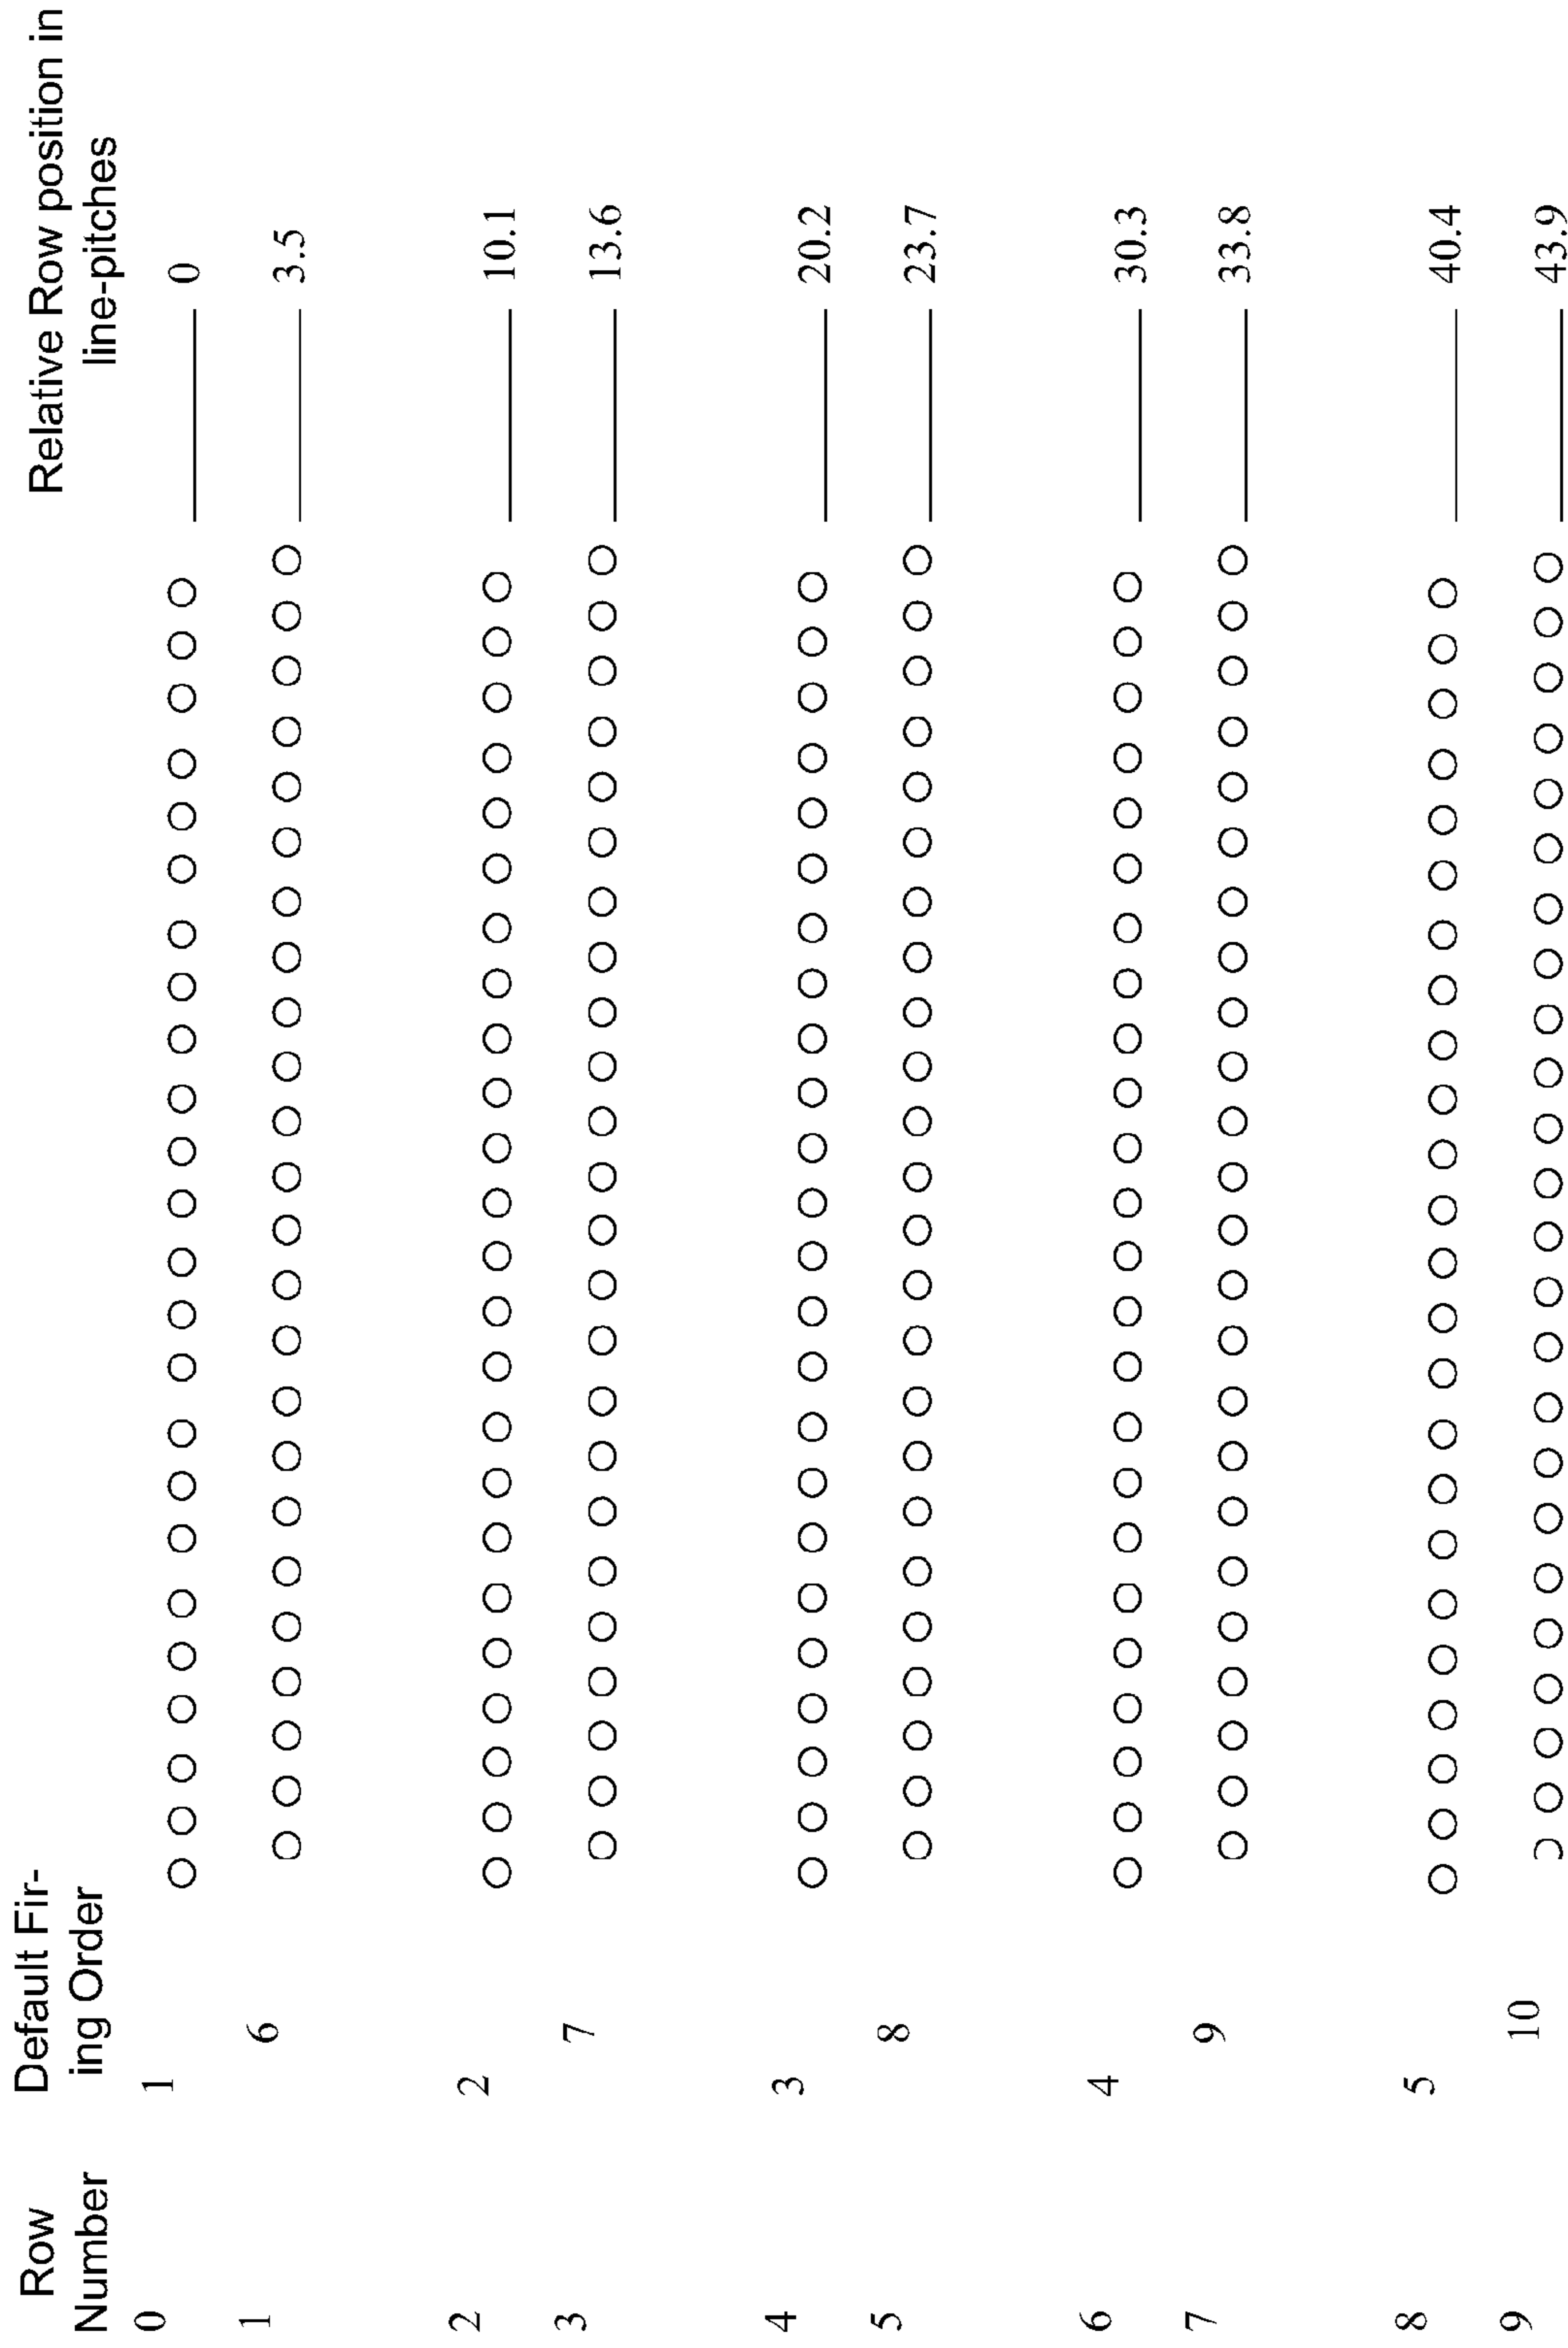 Row
Number
Default Fir-
ing Order
Relative Row position in
line-pitches
0 1 0
1 6 3.5
2 2 10.1
3 7 13.6
4 3 20.2
5 8 23.7
6 4 30.3
7 9 33.8
8 5 40.4
9 10 43.9